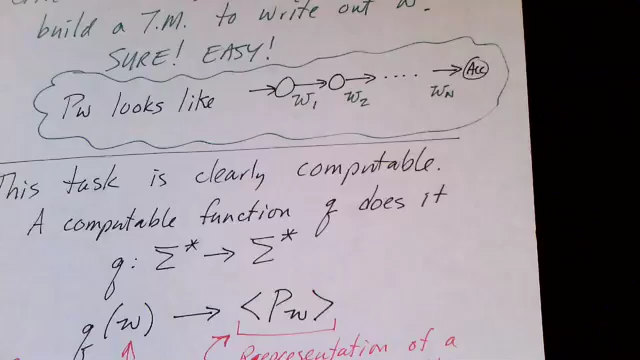 build a T.M. to write out w.
SURE! EASY!
Pw looks like → ○ → ○ → .... → Acc
w1 w2 wN
This task is clearly computable.
A computable function q does it
q: Σ* → Σ*
q(w) → <Pw>
Representation of a